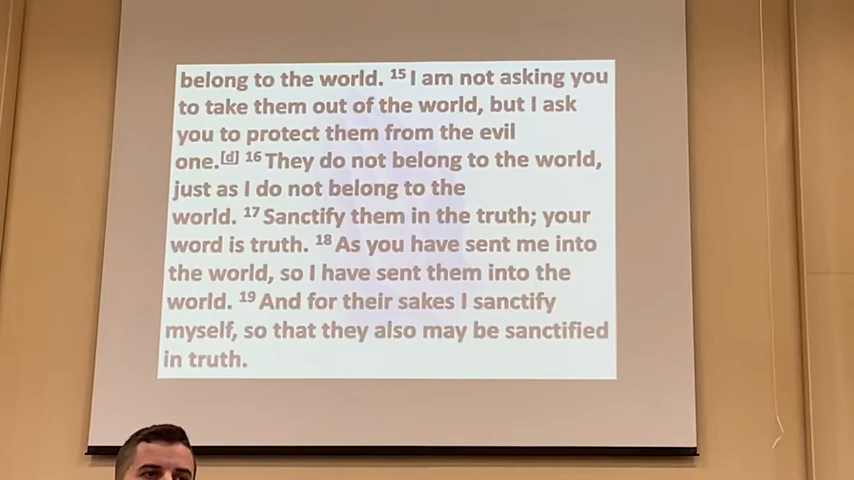 belong to the world. 15 I am not asking you
to take them out of the world, but I ask
you to protect them from the evil
one.[d] 16 They do not belong to the world,
just as I do not belong to the
world. 17 Sanctify them in the truth; your
word is truth. 18 As you have sent me into
the world, so I have sent them into the
world. 19 And for their sakes I sanctify
myself, so that they also may be sanctified
in truth.